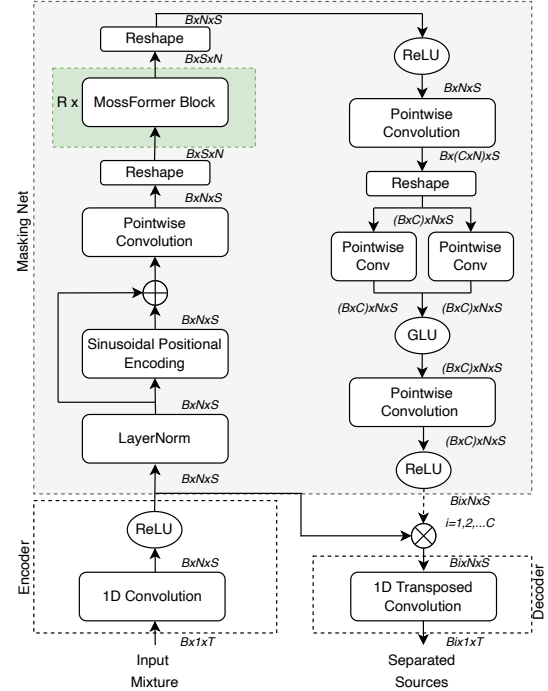 BxNxS
Reshape
BxSxN
R x
MossFormer Block
BxSxN
Reshape
BxNxS
Pointwise
Convolution
BxNxS
Sinusoidal Positional
Encoding
BxNxS
LayerNorm
BxNxS
Masking Net
ReLU
BxNxS
1D Convolution
Encoder
Bx1xT
Input
Mixture
ReLU
BxNxS
Pointwise
Convolution
Bx(CxN)xS
Reshape
(BxC)xNxS
Pointwise
Conv
Pointwise
Conv
(BxC)xNxS
(BxC)xNxS
GLU
(BxC)xNxS
Pointwise
Convolution
(BxC)xNxS
ReLU
BixNxS
i=1,2,...C
BixNxS
1D Transposed
Convolution
Decoder
Bix1xT
Separated
Sources